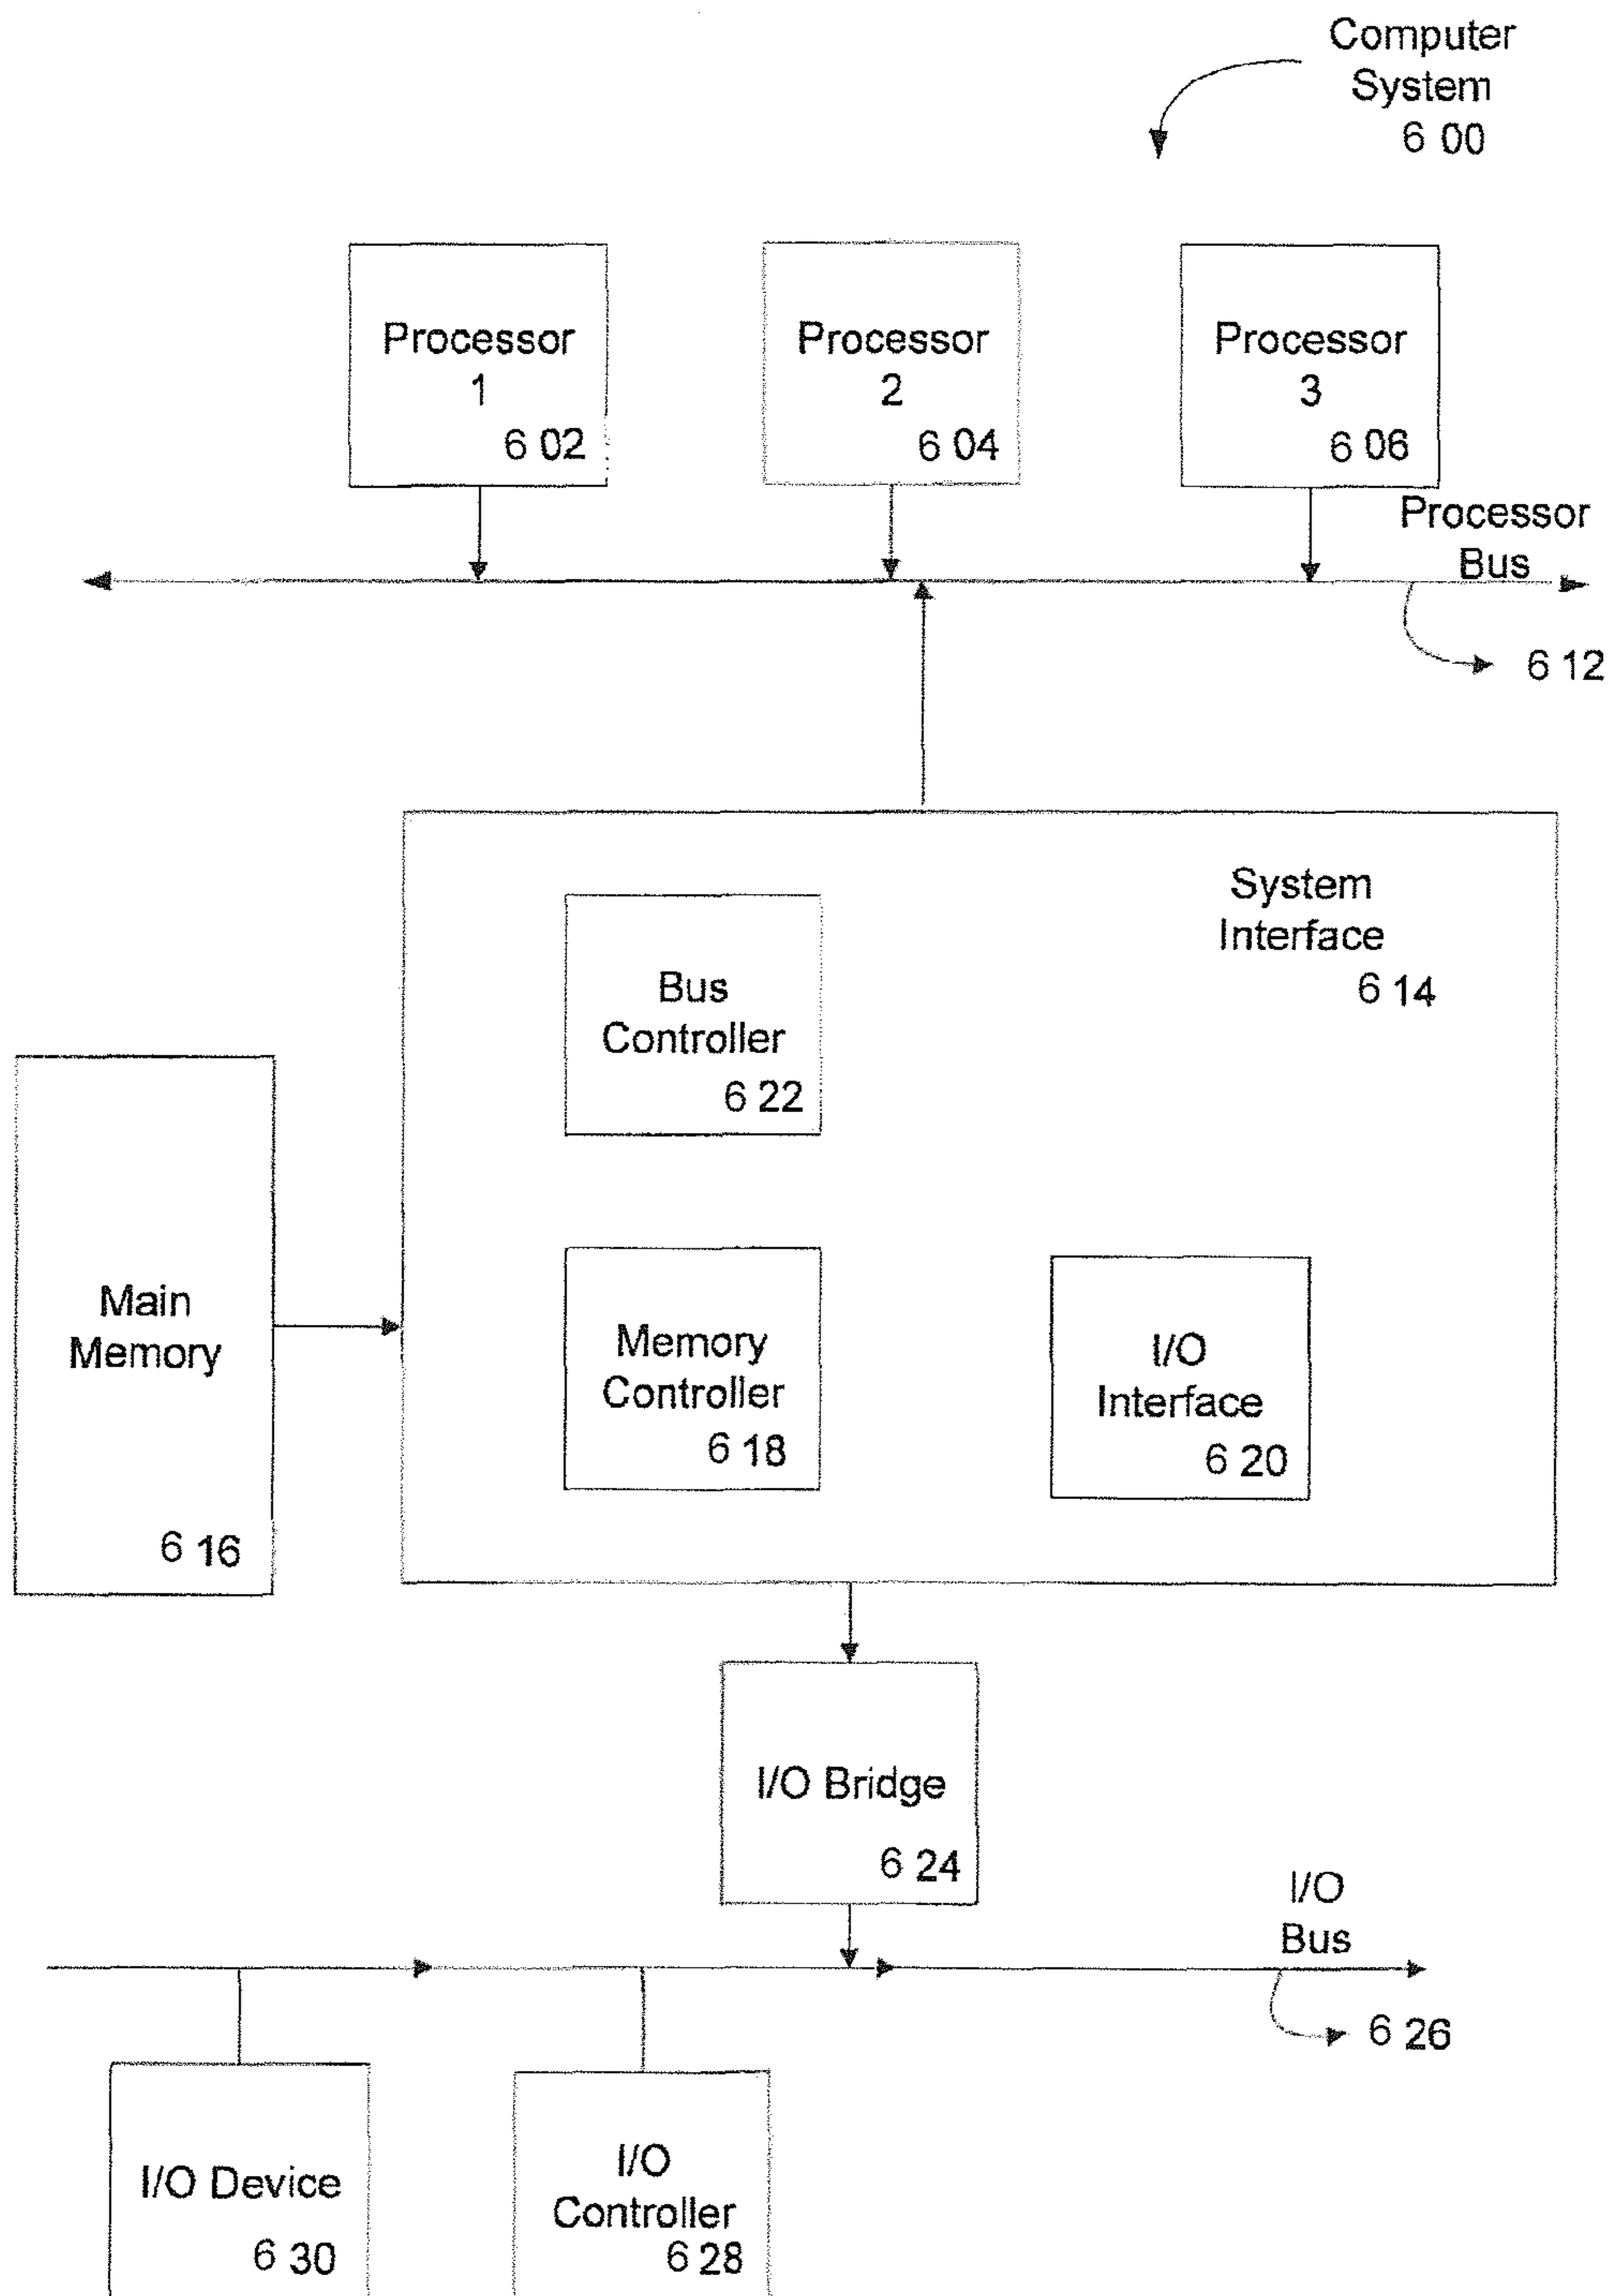 Computer
System
6 00
Processor
1
6 02
Processor
2
6 04
Processor
3
6 06
Processor
Bus
6 12
System
Interface
6 14
Bus
Controller
6 22
Main
Memory
6 16
Memory
Controller
6 18
I/O
Interface
6 20
I/O Bridge
6 24
I/O
Bus
6 26
I/O Device
6 30
I/O
Controller
6 28